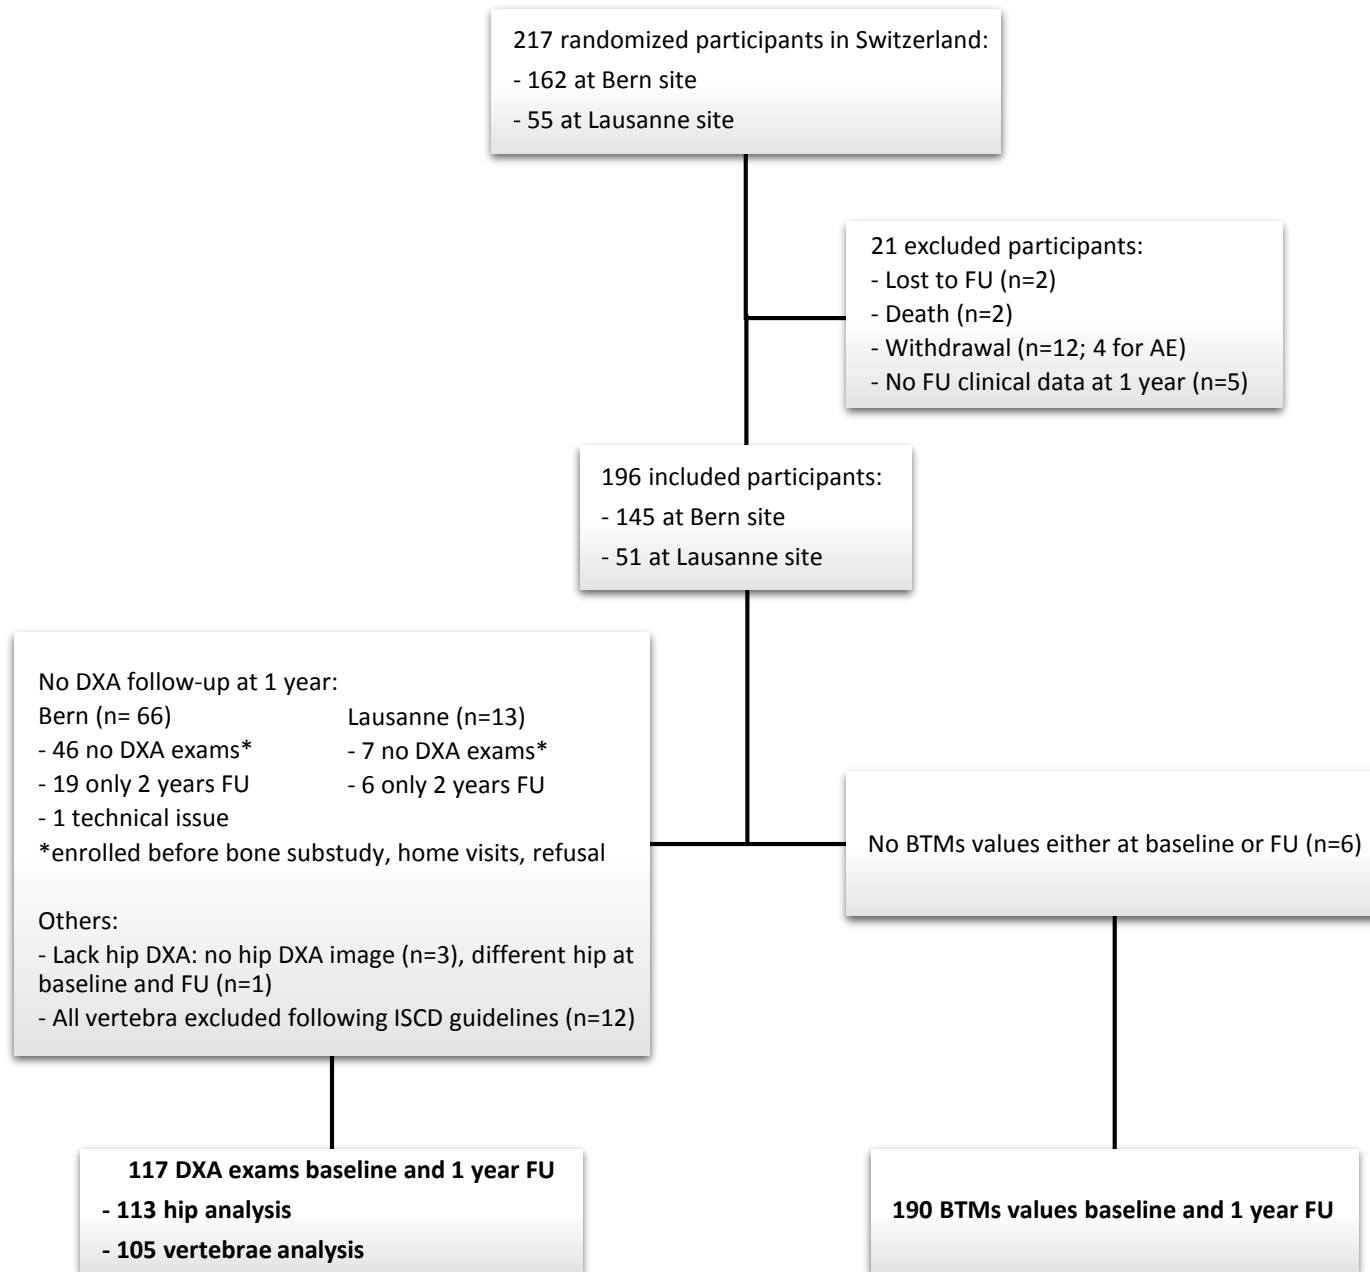 217 randomized participants in Switzerland:
- 162 at Bern site
- 55 at Lausanne site
21 excluded participants:
- Lost to FU (n=2)
- Death (n=2)
- Withdrawal (n=12; 4 for AE)
- No FU clinical data at 1 year (n=5)
196 included participants:
- 145 at Bern site
- 51 at Lausanne site
No DXA follow-up at 1 year:
Bern (n= 66) Lausanne (n=13)
- 46 no DXA exams* - 7 no DXA exams*
- 19 only 2 years FU - 6 only 2 years FU
- 1 technical issue
*enrolled before bone substudy, home visits, refusal
Others:
- Lack hip DXA: no hip DXA image (n=3), different hip at
baseline and FU (n=1)
- All vertebra excluded following ISCD guidelines (n=12)
No BTMs values either at baseline or FU (n=6)
117 DXA exams baseline and 1 year FU
- 113 hip analysis
- 105 vertebrae analysis
190 BTMs values baseline and 1 year FU